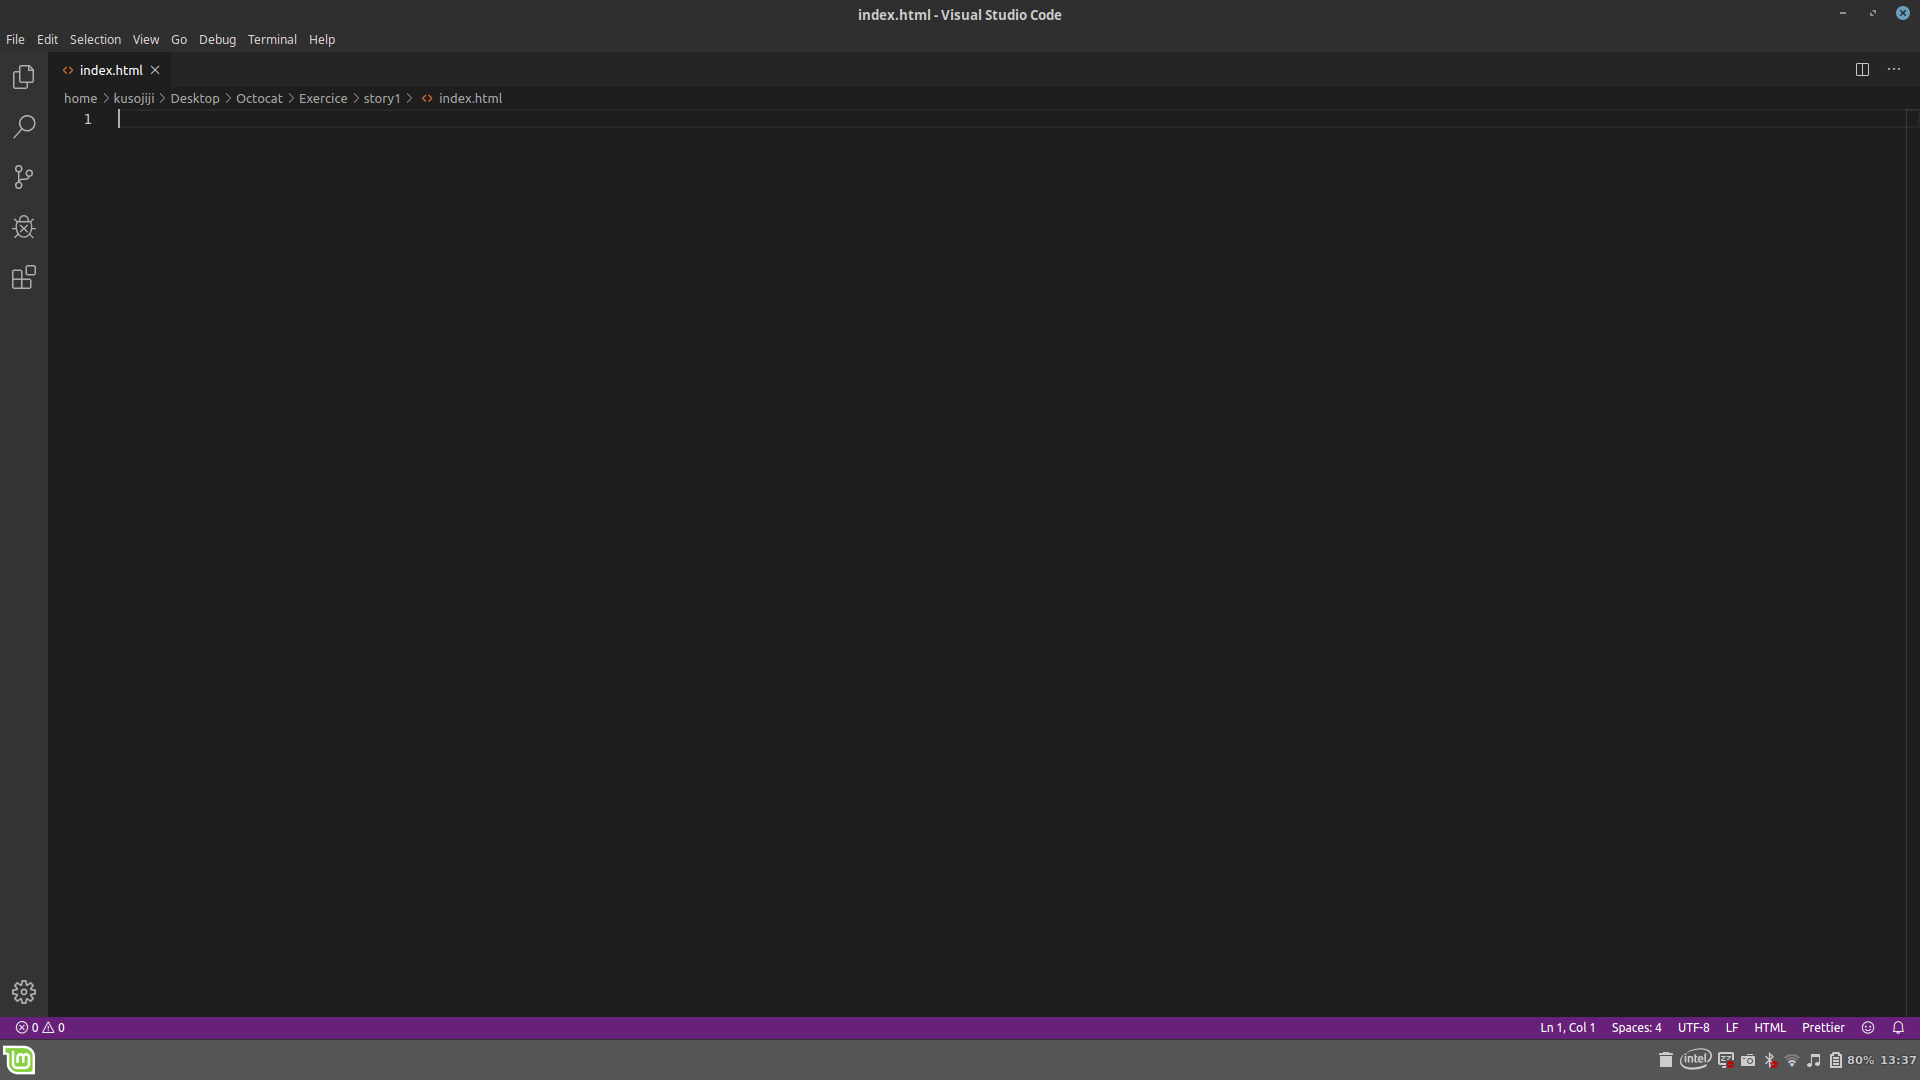 index.html - Visual Studio Code
File Edit Selection View Go Debug Terminal Help
index.html
home > kusojiji > Desktop > Octocat > Exercice > story1 > index.html
1
0 0 Ln 1, Col 1 Spaces: 4 UTF-8 LF HTML Prettier
lm intel zz 80% 13:37